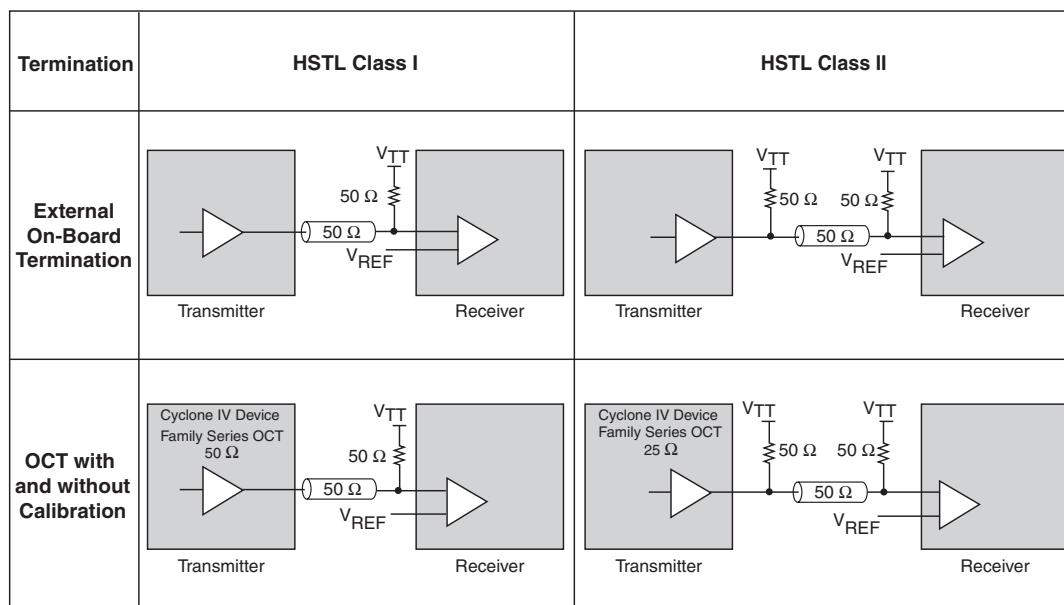 Termination
HSTL Class I
HSTL Class II
External
On-Board
Termination
VTT
50 Ω
50 Ω
VREF
Transmitter
Receiver
VTT
50 Ω
VTT
50 Ω
50 Ω
VREF
Transmitter
Receiver
OCT with
and without
Calibration
Cyclone IV Device
Family Series OCT
50 Ω
VTT
50 Ω
50 Ω
VREF
Transmitter
Receiver
Cyclone IV Device
Family Series OCT
25 Ω
VTT
50 Ω
VTT
50 Ω
50 Ω
VREF
Transmitter
Receiver